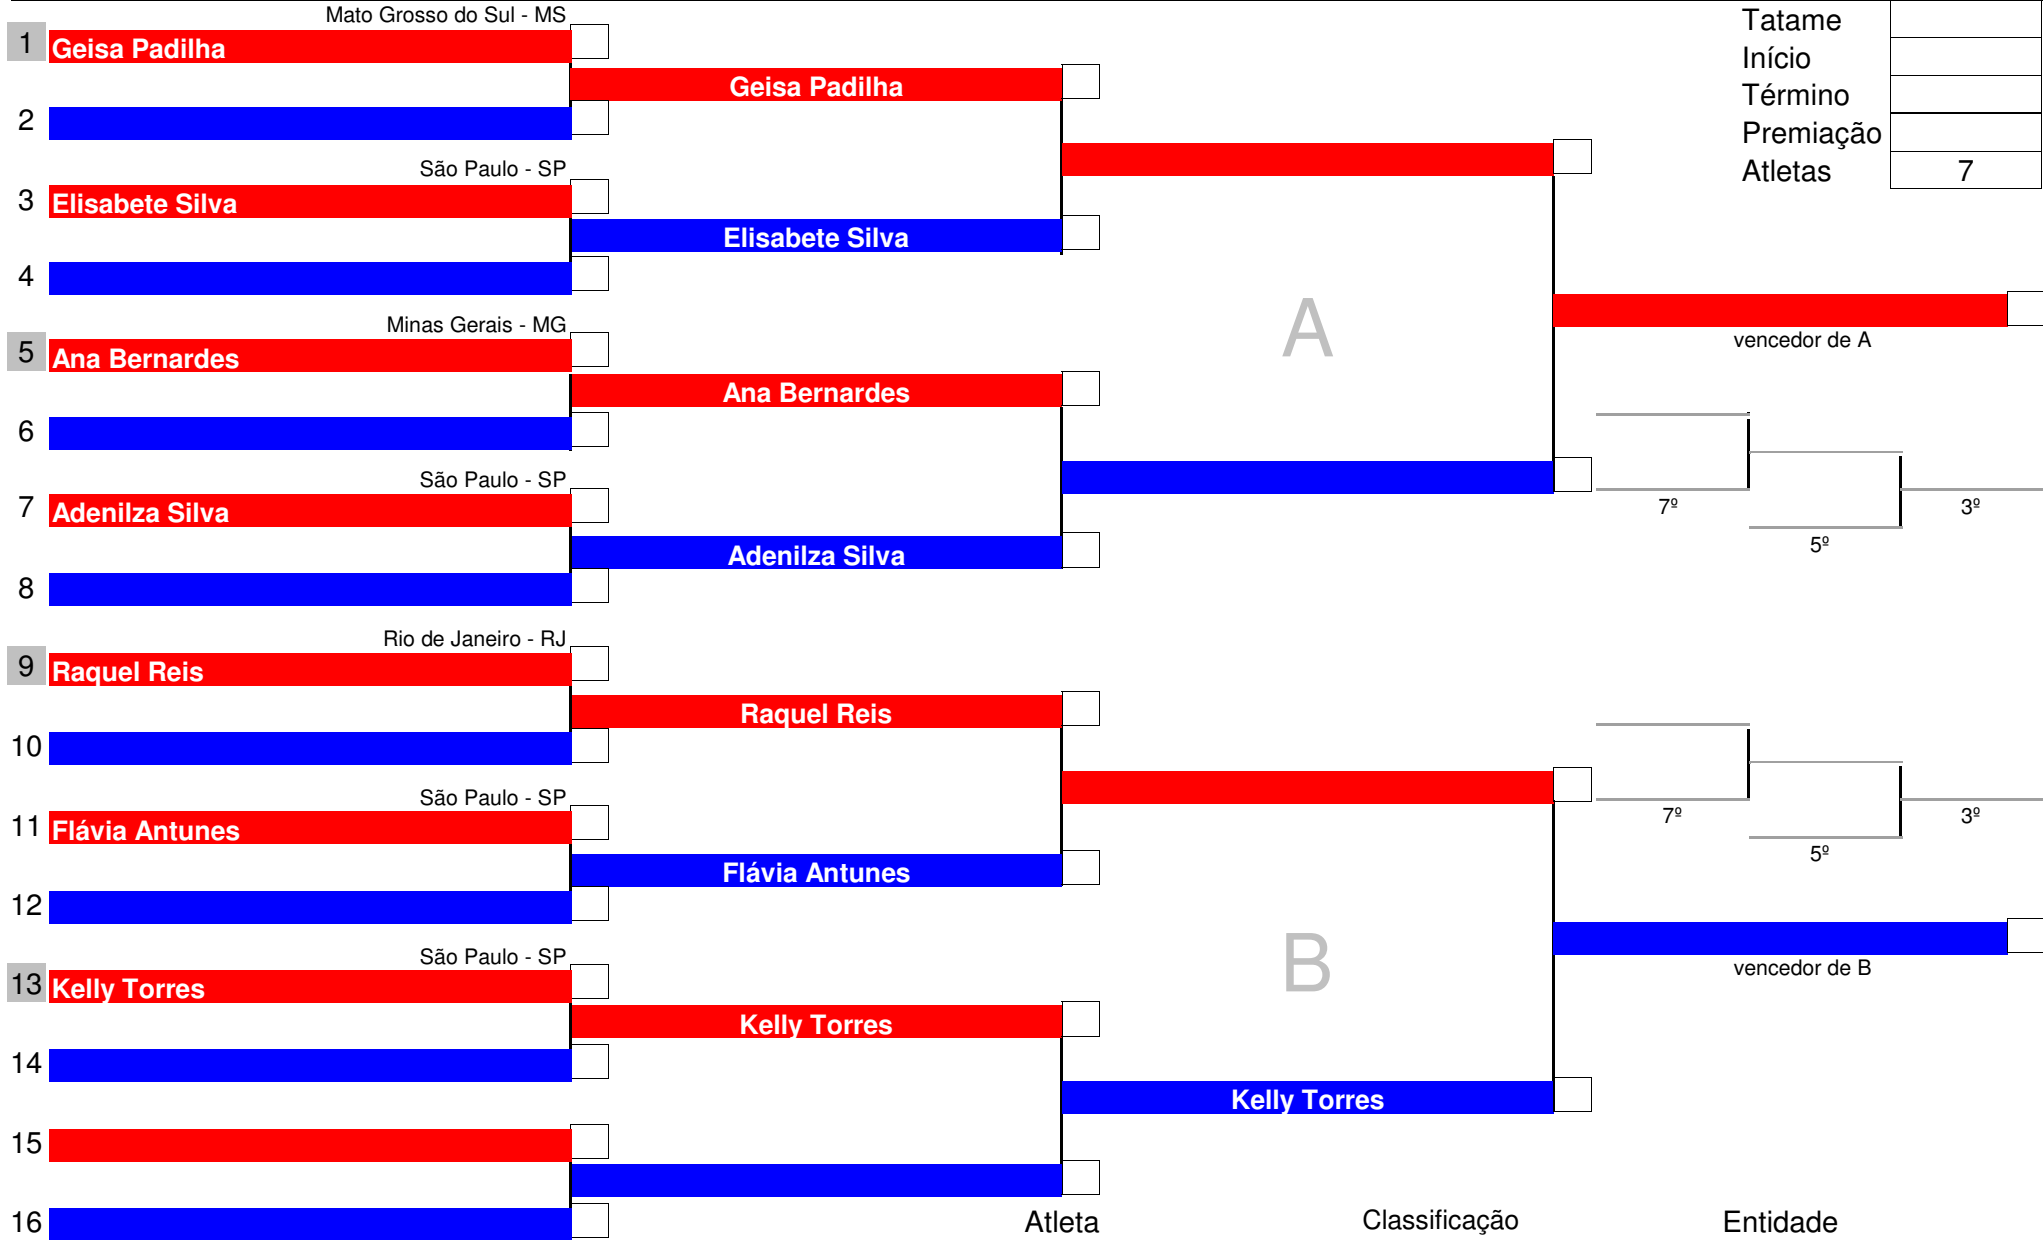 Mato Grosso do Sul - MS
Tatame
1 Geisa Padilha
Início
Geisa Padilha
Término
2
Premiação
São Paulo - SP
Atletas 7
3 Elisabete Silva
Elisabete Silva
4
A
Minas Gerais - MG
vencedor de A
5 Ana Bernardes
Ana Bernardes
6
São Paulo - SP
7 Adenilza Silva
7º 3º
5º
Adenilza Silva
8
Rio de Janeiro - RJ
9 Raquel Reis
Raquel Reis
10
São Paulo - SP
7º 3º
11 Flávia Antunes
5º
Flávia Antunes
12
São Paulo - SP
B
vencedor de B
13 Kelly Torres
Kelly Torres
14
Kelly Torres
15
16
Atleta Classificação Entidade